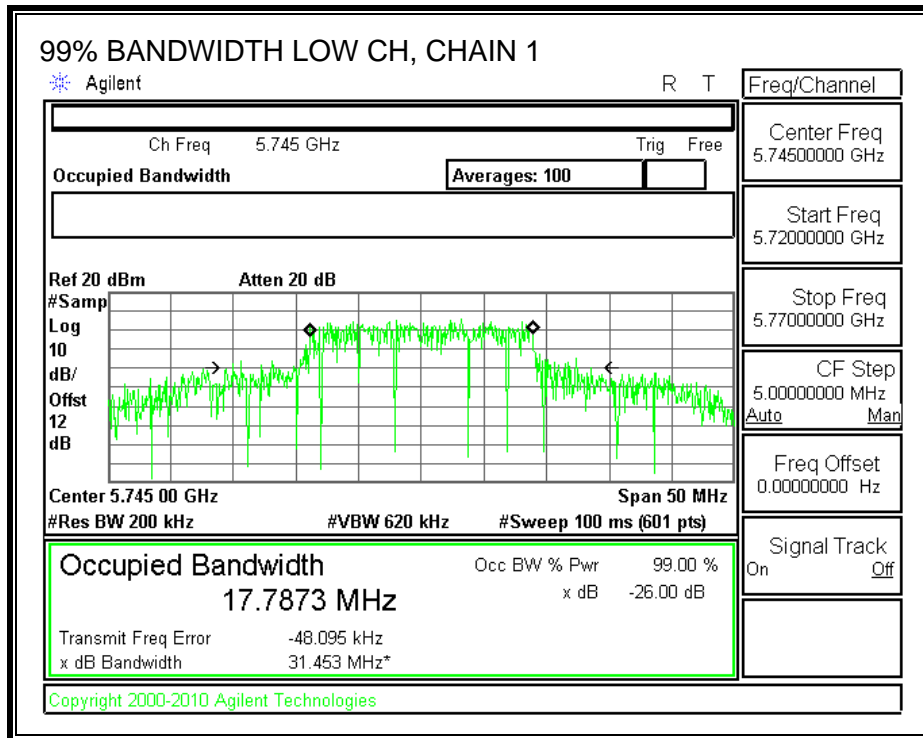 99% BANDWIDTH LOW CH, CHAIN 1
Agilent R T
Freq/Channel
Ch Freq 5.745 GHz Trig Free
Occupied Bandwidth Averages: 100
Center Freq
5.74500000 GHz
Start Freq
5.72000000 GHz
Stop Freq
5.77000000 GHz
CF Step
5.00000000 MHz
Auto Man
Freq Offset
0.00000000 Hz
Signal Track
On Off
Ref 20 dBm Atten 20 dB
#Samp
Log
10
dB/
Offst
12
dB
Center 5.745 00 GHz Span 50 MHz
#Res BW 200 kHz #VBW 620 kHz #Sweep 100 ms (601 pts)
Occupied Bandwidth Occ BW % Pwr 99.00 %
17.7873 MHz x dB -26.00 dB
Transmit Freq Error -48.095 kHz
x dB Bandwidth 31.453 MHz*
Copyright 2000-2010 Agilent Technologies